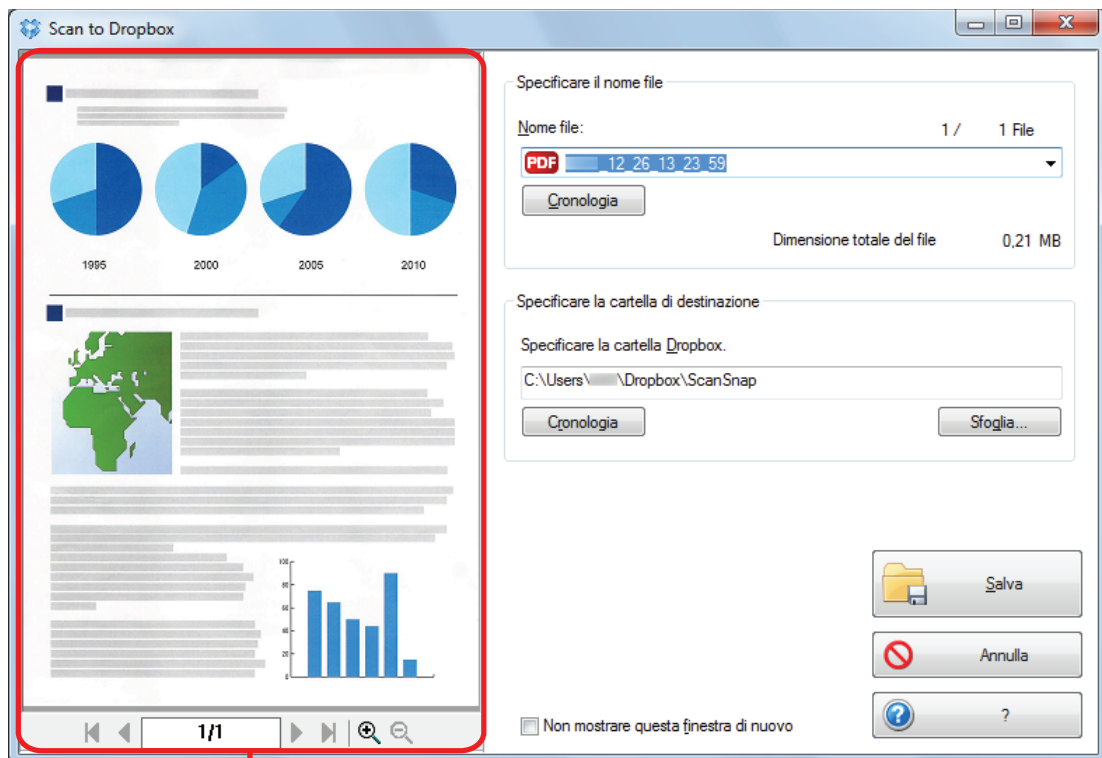 Scan to Dropbox
1995 2000 2005 2010
100
80
60
40
20
0
1/1
Specificare il nome file
Nome file: 1 / 1 File
PDF _12_26_13_23_59
Cronologia
Dimensione totale del file 0,21 MB
Specificare la cartella di destinazione
Specificare la cartella Dropbox.
C:\Users\ \Dropbox\ScanSnap
Cronologia Sfoglia...
Salva
Annulla
?
Non mostrare questa finestra di nuovo